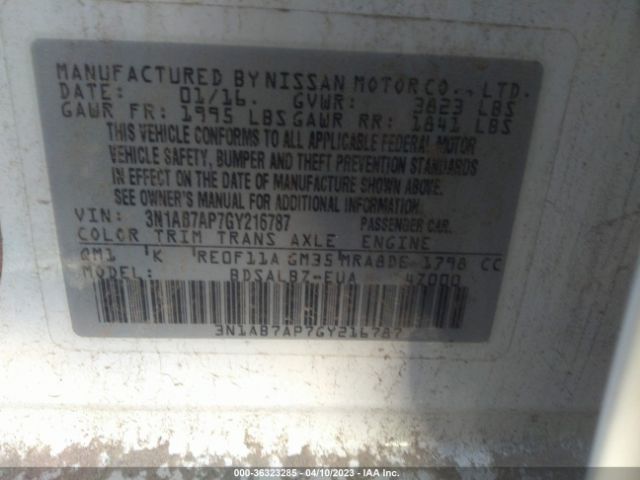 MANUFACTURED BY NISSAN MOTOR CO., LTD.
DATE: 01/16. GVWR: 3823 LBS
GAWR FR: 1995 LBS GAWR RR: 1841 LBS
THIS VEHICLE CONFORMS TO ALL APPLICABLE FEDERAL MOTOR
VEHICLE SAFETY, BUMPER AND THEFT PREVENTION STANDARDS
IN EFFECT ON THE DATE OF MANUFACTURE SHOWN ABOVE.
SEE OWNER'S MANUAL FOR ADDITIONAL INFORMATION.
VIN: 3N1AB7AP7GY216787 PASSENGER CAR.
COLOR TRIM TRANS AXLE ENGINE
QM1 K RE0F11A GM35 MRA8DE 1798 CC
MODEL: BDSALBZ-EUA 47000
3N1AB7AP7GY216787
000-36323285 - 04/10/2023 - IAA Inc.